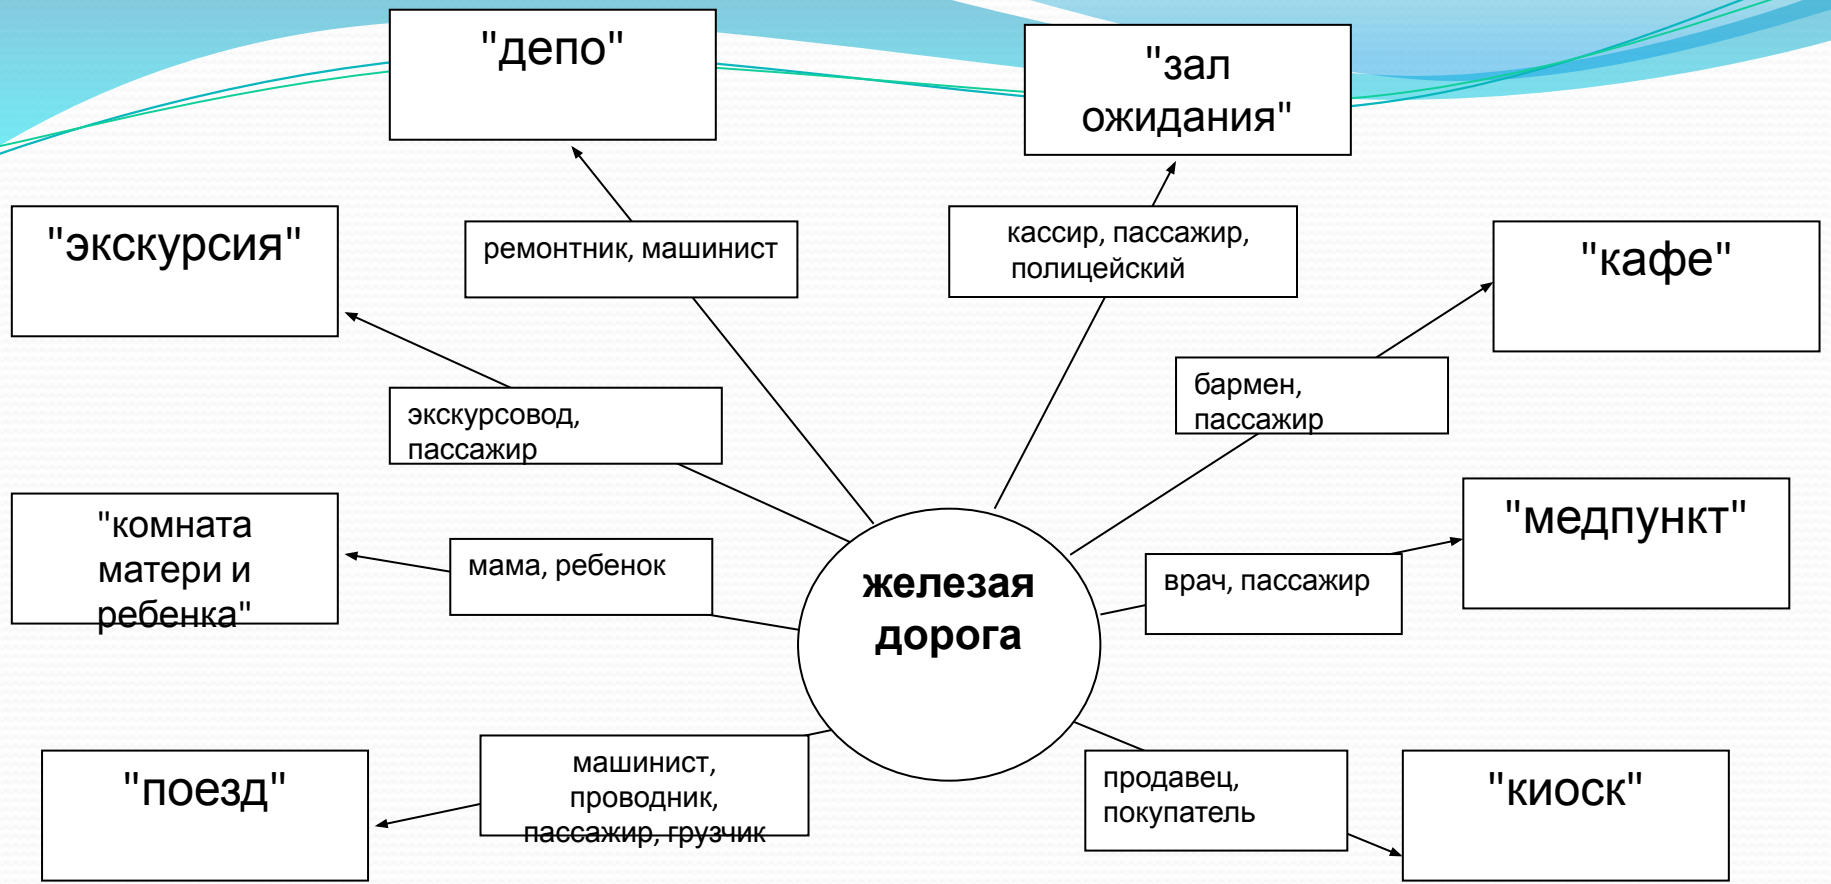 "депо"
"зал
ожидания"
"экскурсия"
ремонтник, машинист
кассир, пассажир,
полицейский
"кафе"
экскурсовод,
пассажир
бармен,
пассажир
"комната
матери и
ребенка"
мама, ребенок
железая
дорога
врач, пассажир
"медпункт"
"поезд"
машинист,
проводник,
пассажир, грузчик
продавец,
покупатель
"киоск"